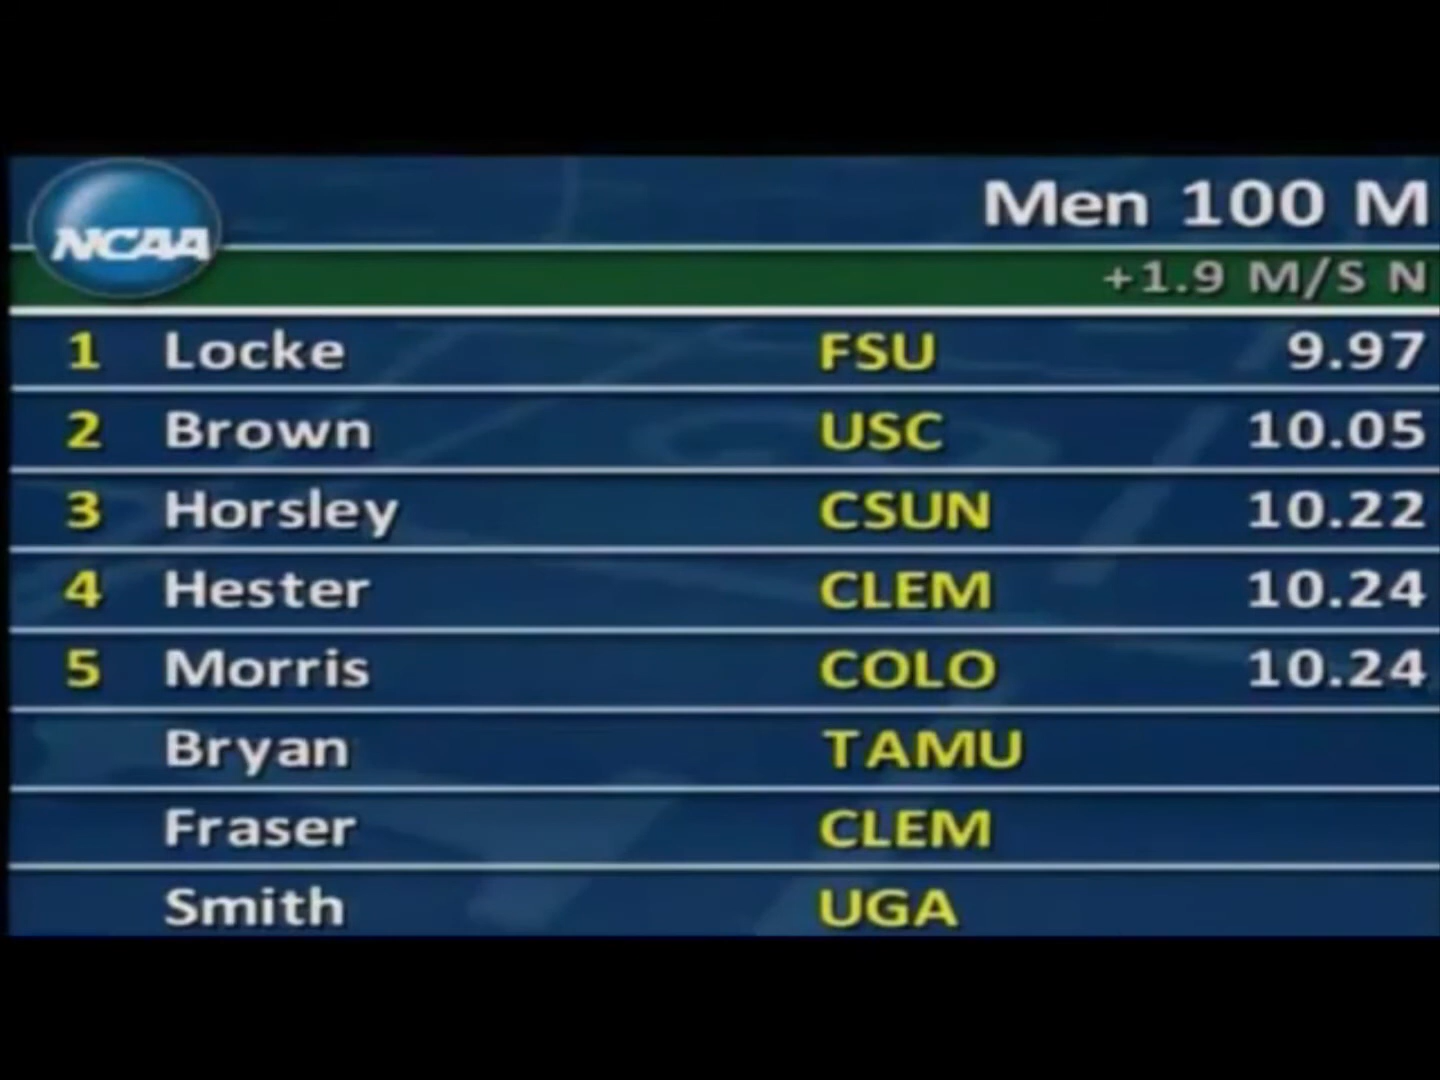 NCAA
Men 100 M
+1.9 M/S N
1 Locke FSU 9.97
2 Brown USC 10.05
3 Horsley CSUN 10.22
4 Hester CLEM 10.24
5 Morris COLO 10.24
Bryan TAMU
Fraser CLEM
Smith UGA